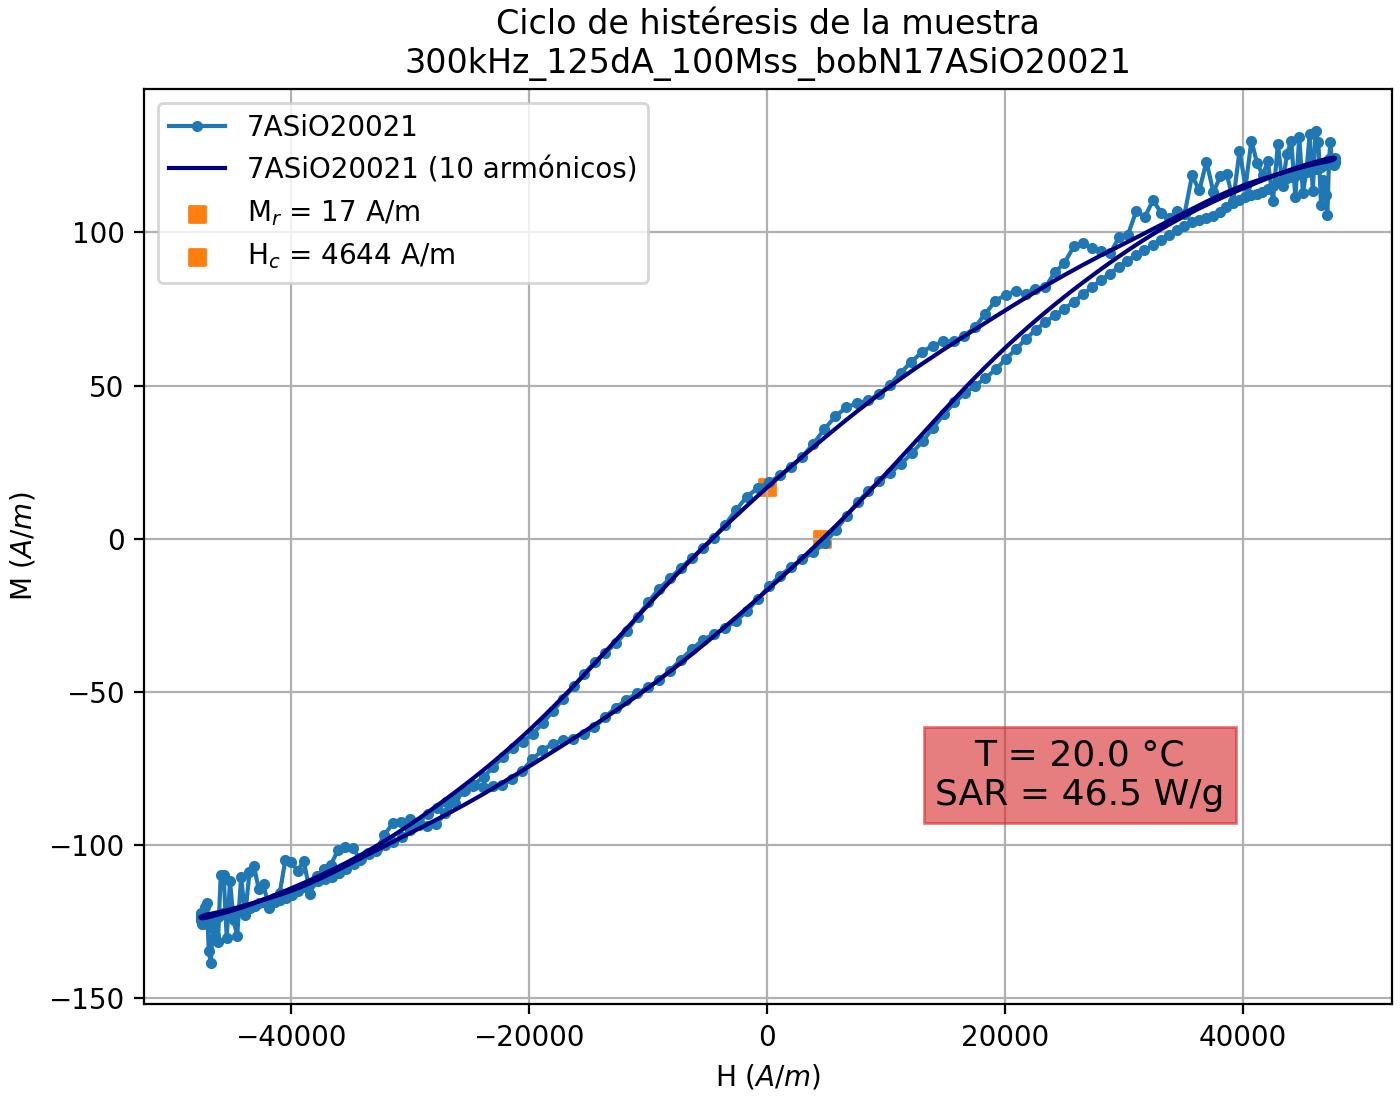 Ciclo de histéresis de la muestra
300kHz_125dA_100Mss_bobN17ASiO20021
7ASiO20021
7ASiO20021 (10 armónicos)
Mᵣ = 17 A/m
H_c = 4644 A/m
M (A/m)
100
50
0
−50
−100
−150
T = 20.0 °C
SAR = 46.5 W/g
−40000
−20000
0
20000
40000
H (A/m)